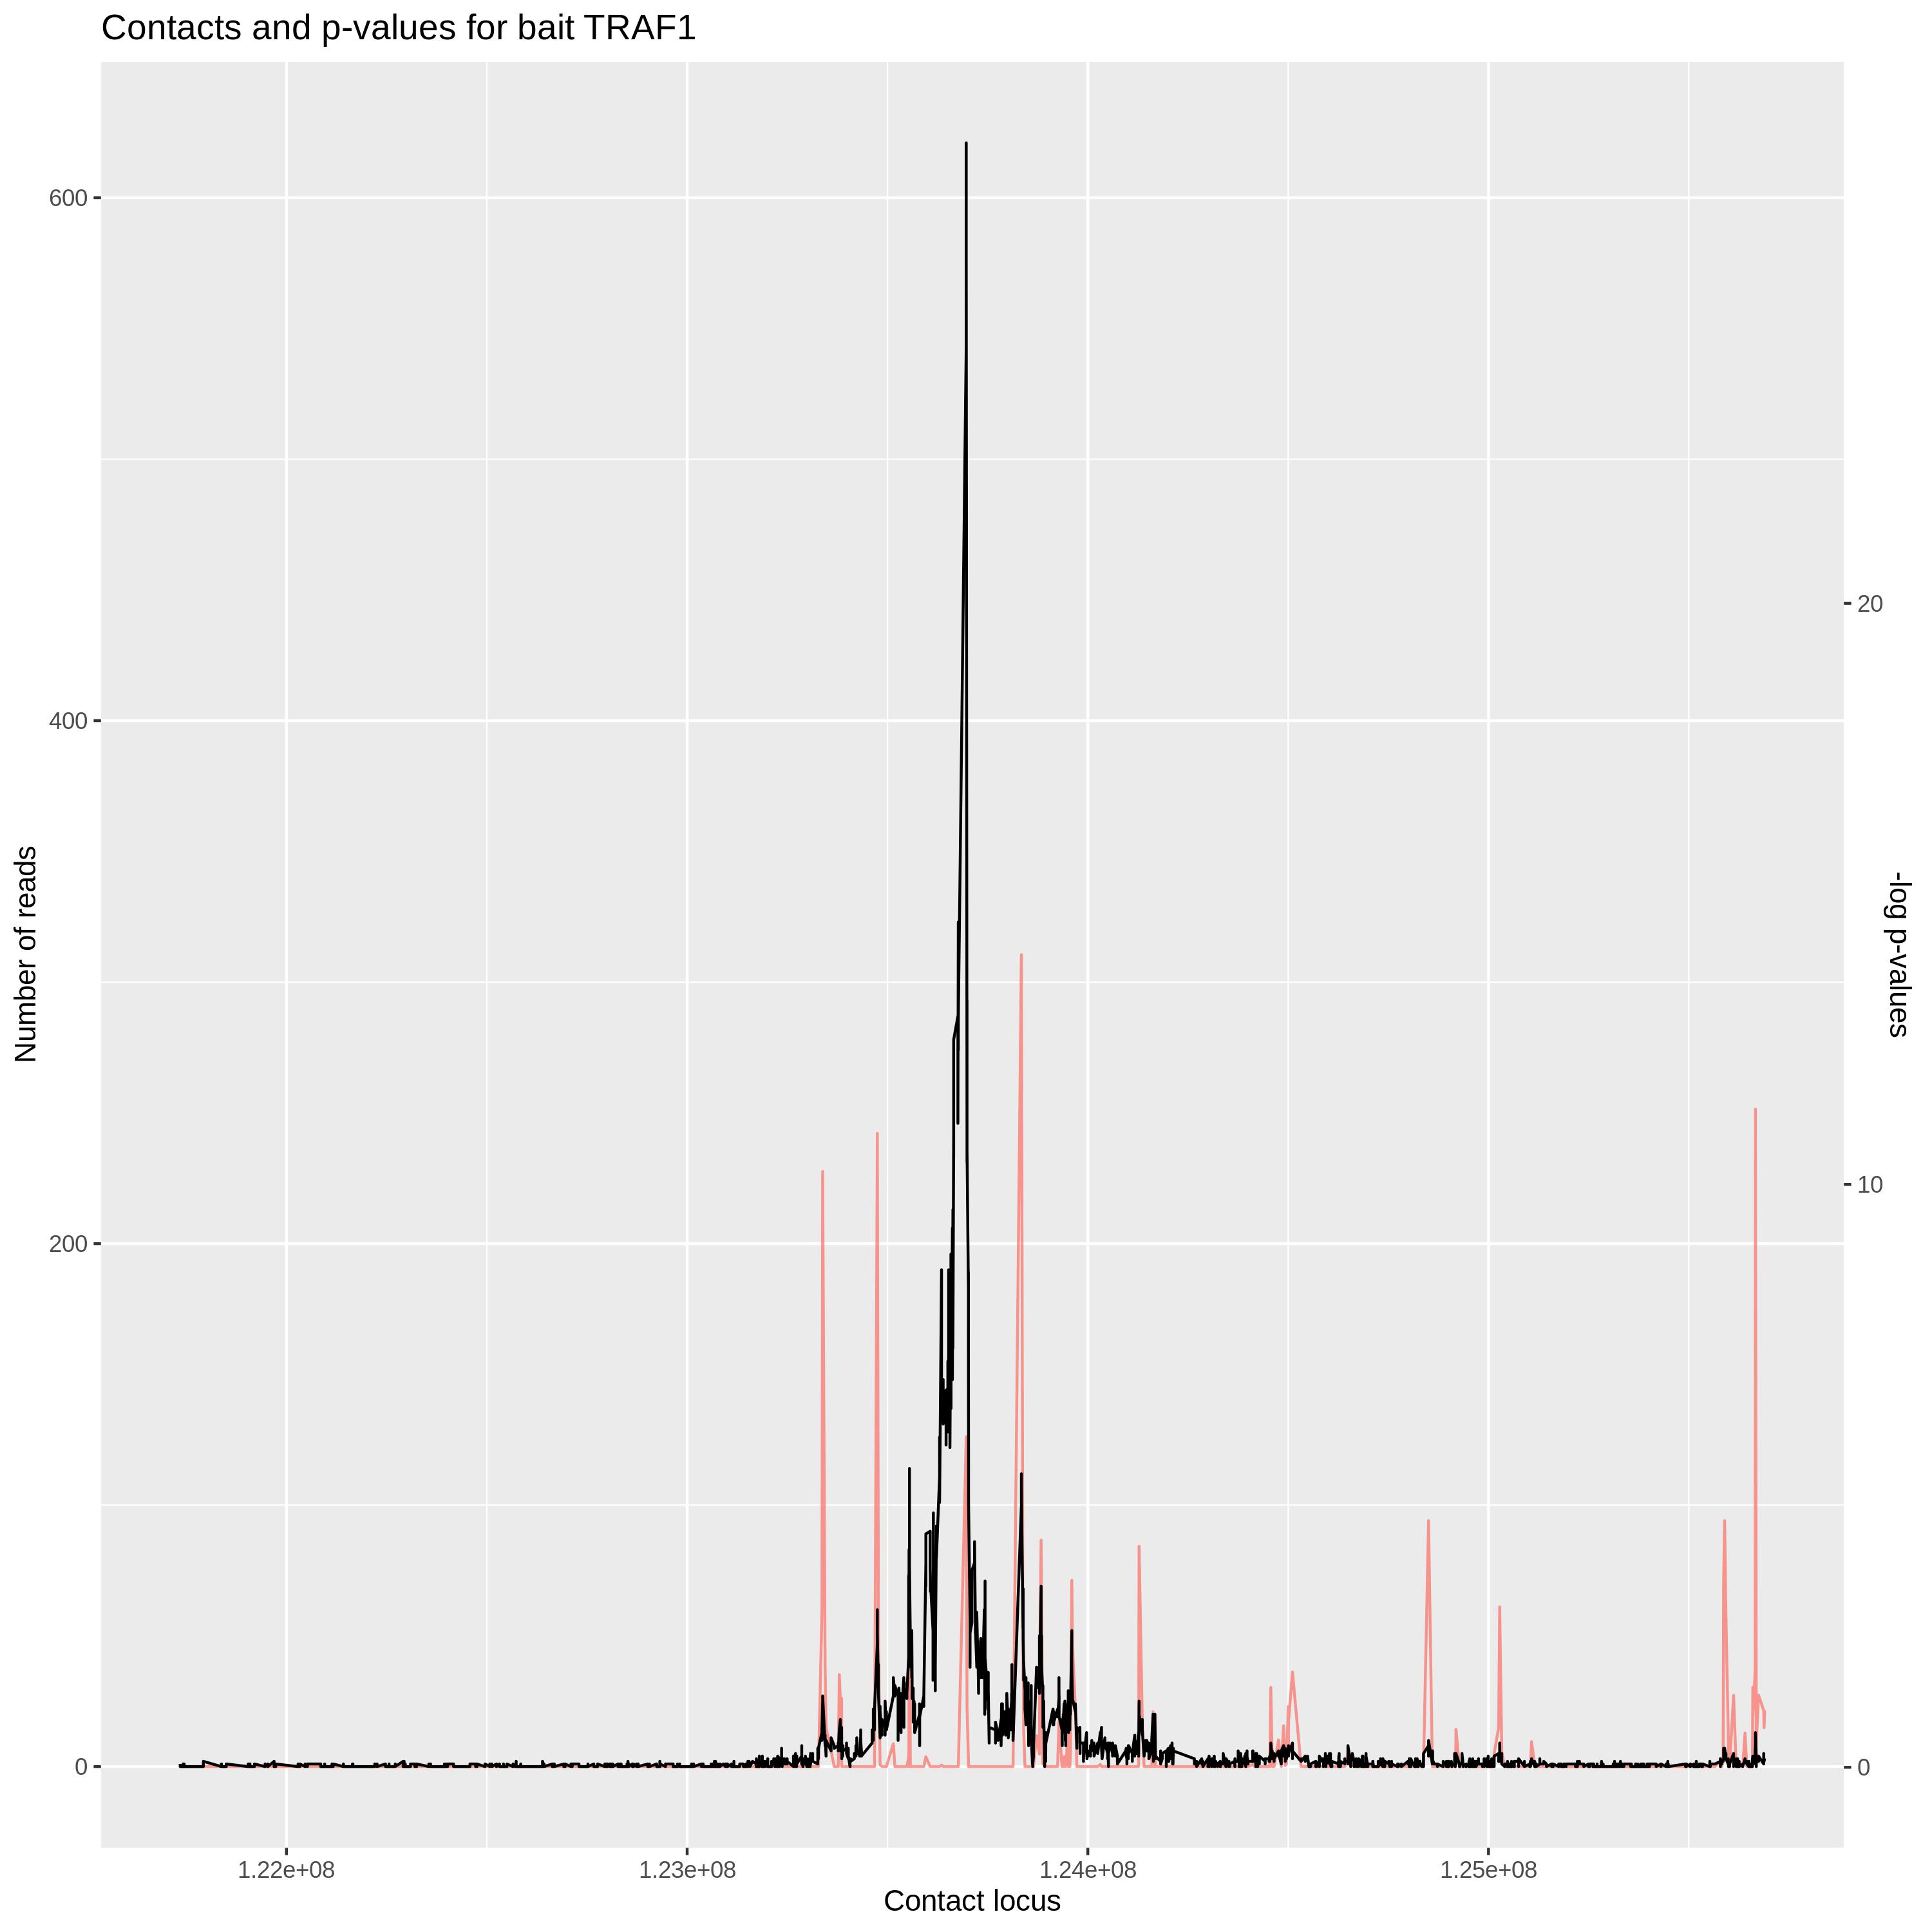 Contacts and p-values for bait TRAF1
600
400
200
0
Number of reads
20
10
0
-log p-values
1.22e+08
1.23e+08
1.24e+08
1.25e+08
Contact locus